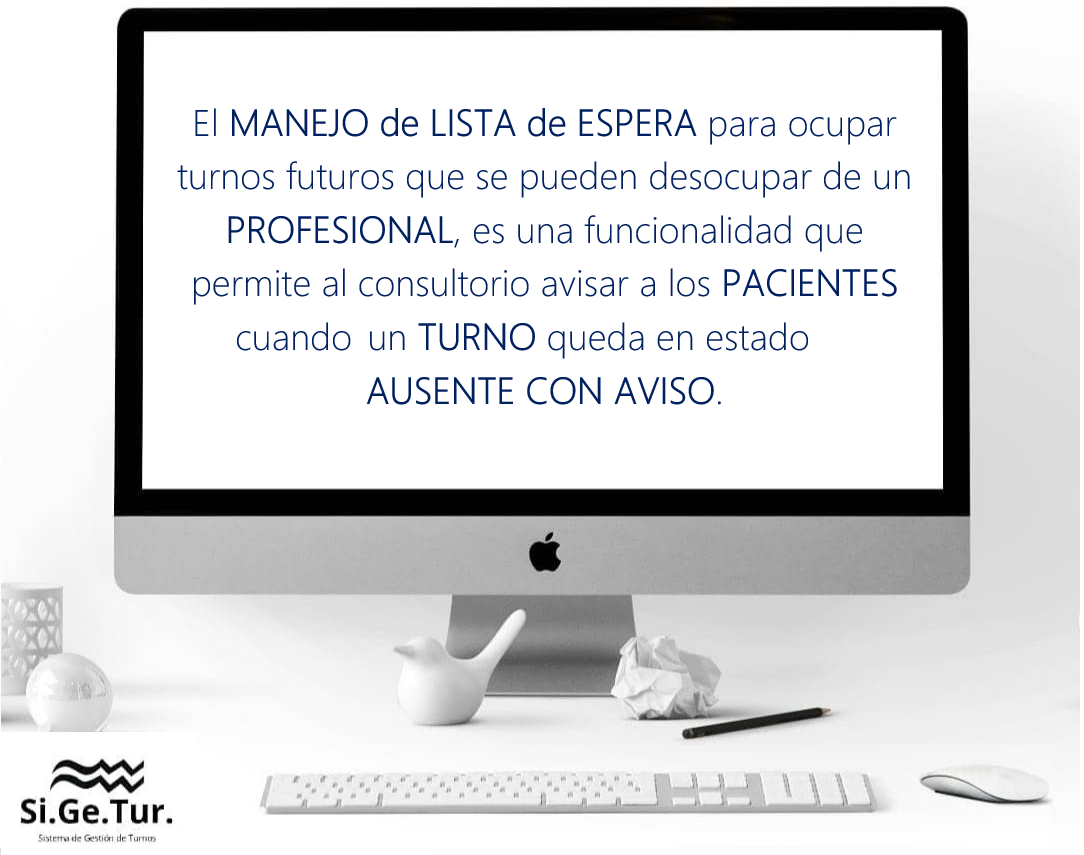 El MANEJO de LISTA de ESPERA para ocupar
turnos futuros que se pueden desocupar de un
PROFESIONAL, es una funcionalidad que
permite al consultorio avisar a los PACIENTES
cuando un TURNO queda en estado
AUSENTE CON AVISO.
Si.Ge.Tur.
Sistema de Gestión de Turnos